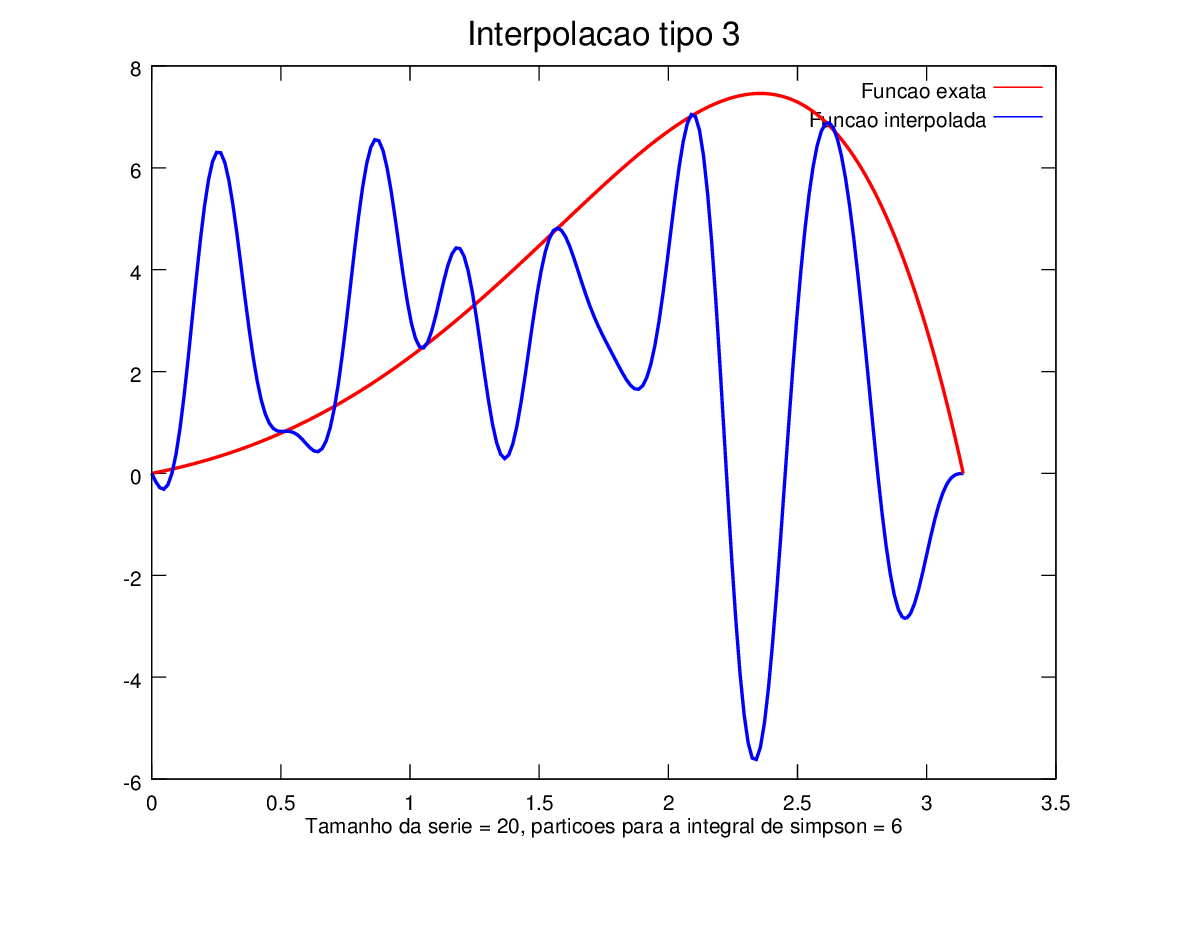 Interpolacao tipo 3
Funcao exata
Funcao interpolada
8
6
4
2
0
-2
-4
-6
0 0.5 1 1.5 2 2.5 3 3.5
Tamanho da serie = 20, particoes para a integral de simpson = 6